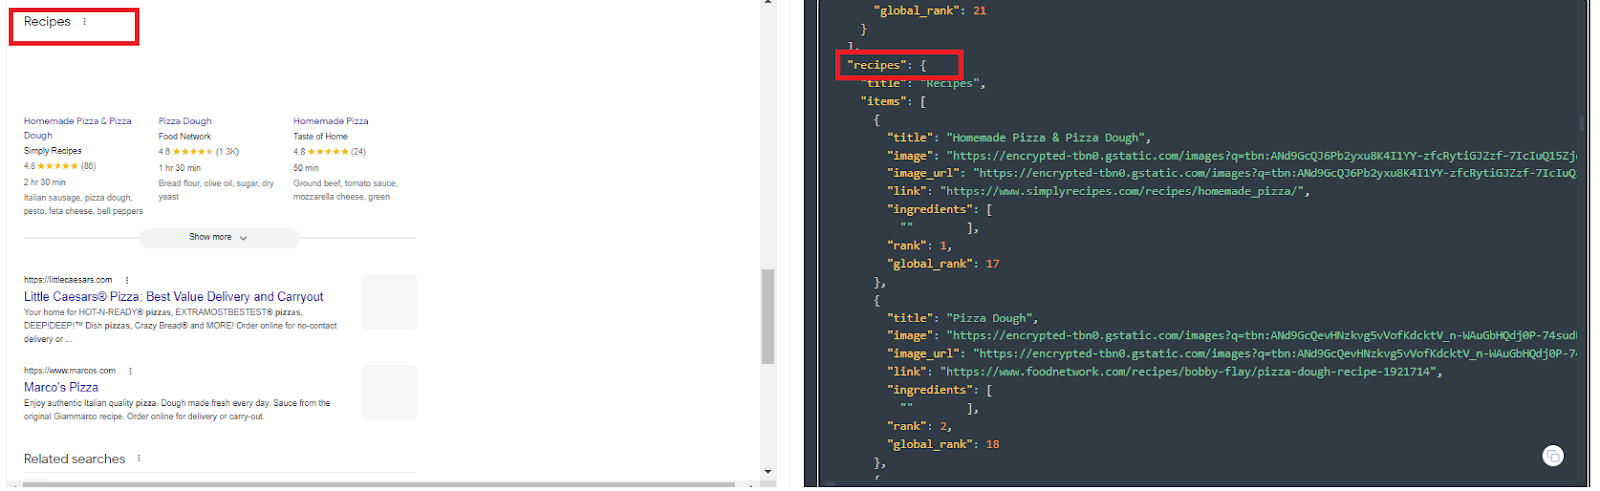 Recipes
Homemade Pizza & Pizza Dough
Simply Recipes
4.8 (86)
2 hr 30 min
Italian sausage, pizza dough, pesto, feta cheese, bell peppers
Pizza Dough
Food Network
4.6 (1.3K)
1 hr 30 min
Bread flour, olive oil, sugar, dry yeast
Homemade Pizza
Taste of Home
4.8 (24)
50 min
Ground beef, tomato sauce, mozzarella cheese, green
Show more
https://littlecaesars.com
Little Caesars® Pizza: Best Value Delivery and Carryout
Your home for HOT-N-READY® pizzas, EXTRAMOSTBESTEST® pizzas,
DEEP!DEEP!™ Dish pizzas, Crazy Bread® and MORE! Order online for no-contact
delivery or ...
https://www.marcos.com
Marco's Pizza
Enjoy authentic Italian quality pizza. Dough made fresh every day. Sauce from the
original Giammarco recipe. Order online for delivery or carry-out.
Related searches
"global_rank": 21
}
],
"recipes": {
"title": "Recipes",
"items": [
{
"title": "Homemade Pizza & Pizza Dough",
"image": "https://encrypted-tbn0.gstatic.com/images?q=tbn:ANd9GcQJ6Pb2yxu8K4I1YY-zfcRytiGJZzf-7IcIuQ15Zj
"image_url": "https://encrypted-tbn0.gstatic.com/images?q=tbn:ANd9GcQJ6Pb2yxu8K4I1YY-zfcRytiGJZzf-7IcIuQ
"link": "https://www.simplyrecipes.com/recipes/homemade_pizza/",
"ingredients": [
"" ],
"rank": 1,
"global_rank": 17
},
{
"title": "Pizza Dough",
"image": "https://encrypted-tbn0.gstatic.com/images?q=tbn:ANd9GcQevHNzkvg5vVofKdcktV_n-WAuGbHQdj0P-74sud
"image_url": "https://encrypted-tbn0.gstatic.com/images?q=tbn:ANd9GcQevHNzkvg5vVofKdcktV_n-WAuGbHQdj0P-7
"link": "https://www.foodnetwork.com/recipes/bobby-flay/pizza-dough-recipe-1921714",
"ingredients": [
"" ],
"rank": 2,
"global_rank": 18
},